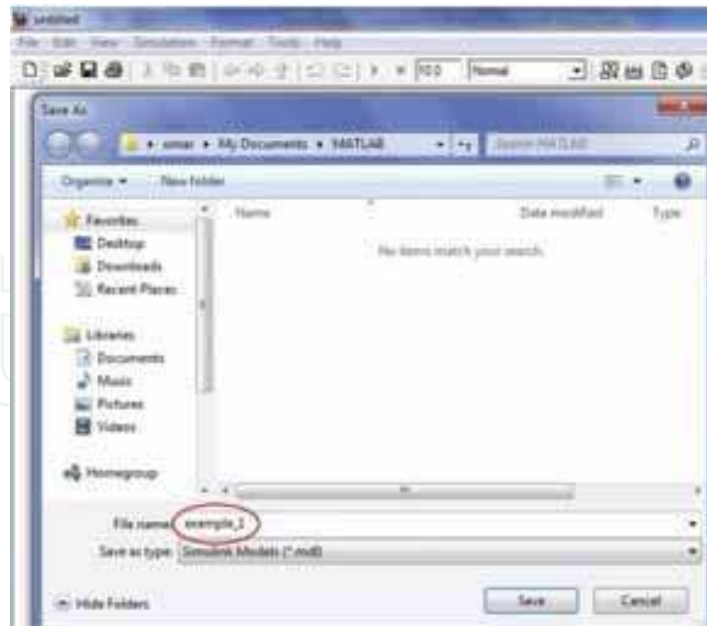 untitled
File Edit View Simulation Format Tools Help
10.0 Normal
Save As
omar My Documents MATLAB Search MATLAB
Organize New folder
Name Date modified Type
Favorites
No items match your search.
Desktop
Downloads
Recent Places
Libraries
Documents
Music
Pictures
Videos
Homegroup
File name: example_1
Save as type: Simulink Models (*.mdl)
Hide Folders Save Cancel